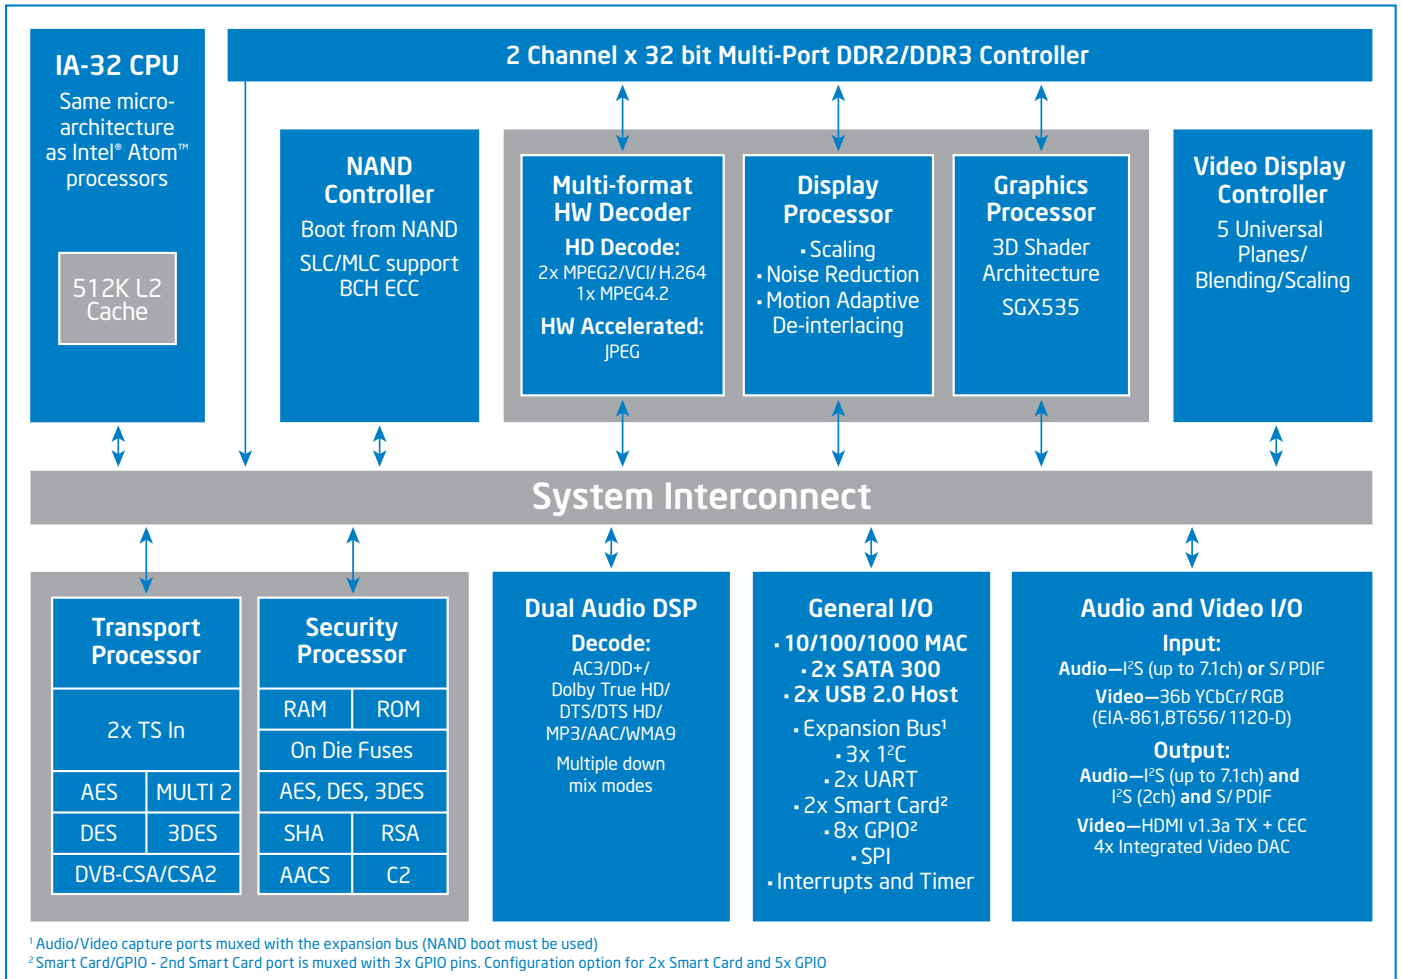 IA-32 CPU
Same micro-
architecture
as Intel® Atom™
processors
512K L2
Cache
2 Channel x 32 bit Multi-Port DDR2/DDR3 Controller
NAND
Controller
Boot from NAND
SLC/MLC support
BCH ECC
Multi-format
HW Decoder
HD Decode:
2x MPEG2/VCI/H.264
1x MPEG4.2
HW Accelerated:
JPEG
Display
Processor
▪ Scaling
▪ Noise Reduction
▪ Motion Adaptive
De-interlacing
Graphics
Processor
3D Shader
Architecture
SGX535
Video Display
Controller
5 Universal
Planes/
Blending/Scaling
System Interconnect
Transport
Processor
2x TS In
AES
MULTI 2
DES
3DES
DVB-CSA/CSA2
Security
Processor
RAM
ROM
On Die Fuses
AES, DES, 3DES
SHA
RSA
AACS
C2
Dual Audio DSP
Decode:
AC3/DD+/
Dolby True HD/
DTS/DTS HD/
MP3/AAC/WMA9
Multiple down
mix modes
General I/O
▪ 10/100/1000 MAC
▪ 2x SATA 300
▪ 2x USB 2.0 Host
▪ Expansion Bus¹
▪ 3x 1²C
▪ 2x UART
▪ 2x Smart Card²
▪ 8x GPIO²
▪ SPI
▪ Interrupts and Timer
Audio and Video I/O
Input:
Audio—I²S (up to 7.1ch) or S/PDIF
Video—36b YCbCr/RGB
(EIA-861,BT656/1120-D)
Output:
Audio—I²S (up to 7.1ch) and
I²S (2ch) and S/PDIF
Video—HDMI v1.3a TX + CEC
4x Integrated Video DAC
¹ Audio/Video capture ports muxed with the expansion bus (NAND boot must be used)
² Smart Card/GPIO - 2nd Smart Card port is muxed with 3x GPIO pins. Configuration option for 2x Smart Card and 5x GPIO